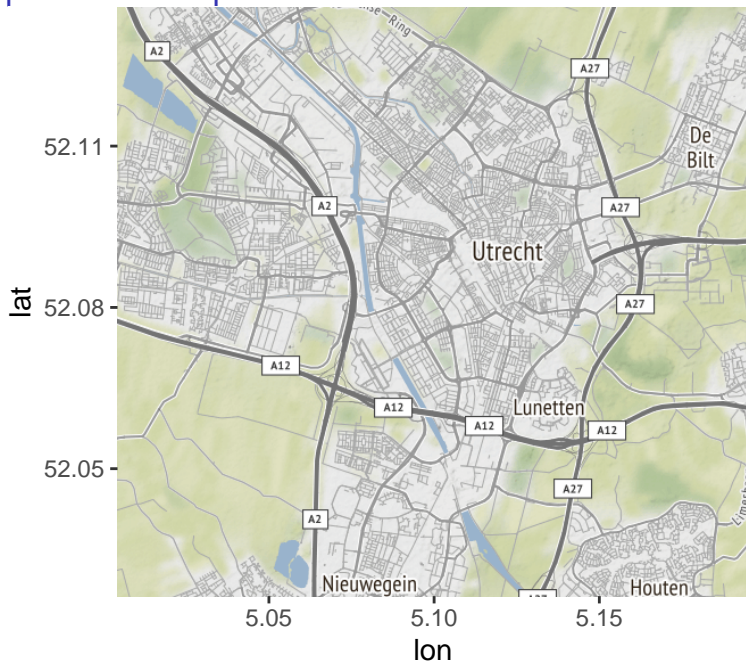 A2
A27
De
Bilt
52.11
A2
A27
Utrecht
lat
52.08
A27
A12
A12
Lunetten
A12
A12
52.05
A27
A2
Nieuwegein
Houten
5.05
5.10
5.15
lon